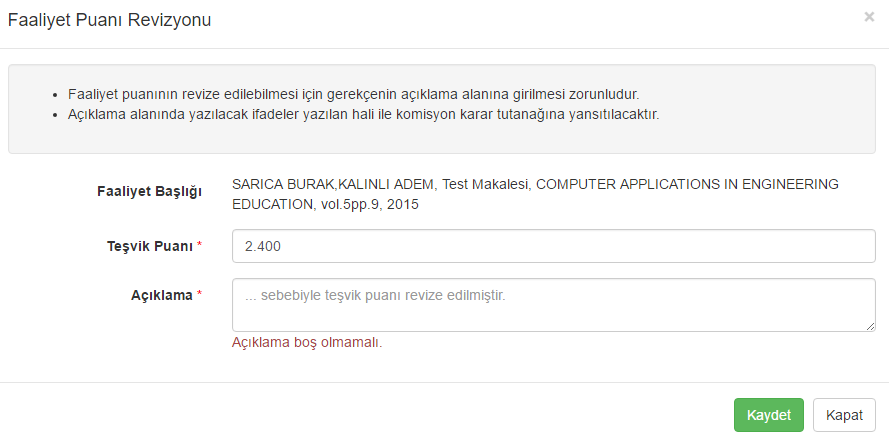 Faaliyet Puanı Revizyonu ×
Faaliyet puanının revize edilebilmesi için gerekçenin açıklama alanına girilmesi zorunludur.
Açıklama alanında yazılacak ifadeler yazılan hali ile komisyon karar tutanağına yansıtılacaktır.
Faaliyet Başlığı SARICA BURAK,KALINLI ADEM, Test Makalesi, COMPUTER APPLICATIONS IN ENGINEERING
EDUCATION, vol.5pp.9, 2015
Teşvik Puanı * 2.400
Açıklama * ... sebebiyle teşvik puanı revize edilmiştir.
Açıklama boş olmamalı.
Kaydet Kapat